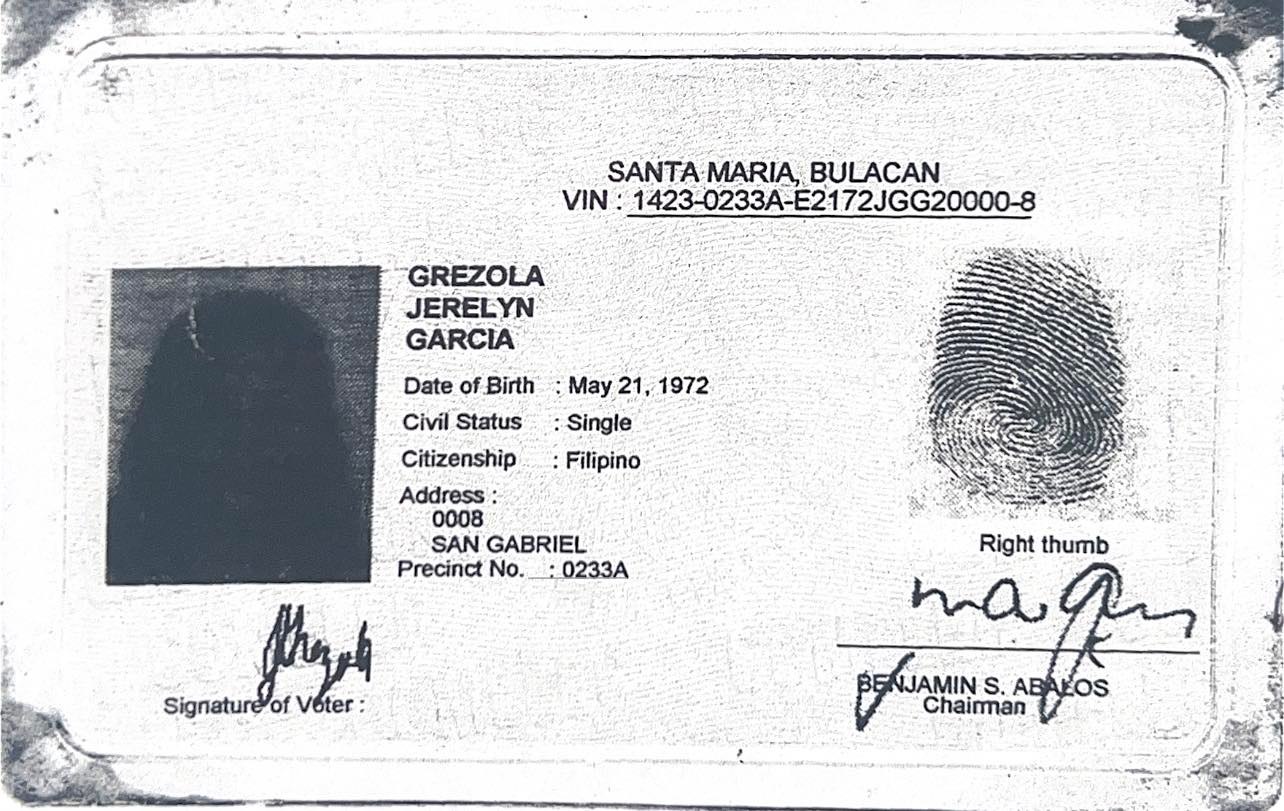 SANTA MARIA, BULACAN
VIN : 1423-0233A-E2172JGG20000-8
GREZOLA
JERELYN
GARCIA
Date of Birth : May 21, 1972
Civil Status : Single
Citizenship : Filipino
Address :
0008
SAN GABRIEL
Precinct No. : 0233A
Right thumb
Signature of Voter :
BENJAMIN S. ABALOS
Chairman